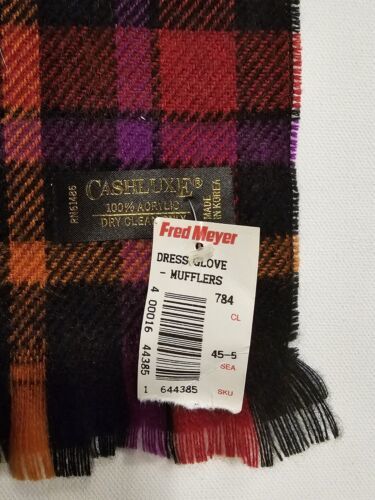 CASHLUXE®
100% ACRYLIC
DRY CLEAN
RN61486
MADE
IN KOREA
Fred Meyer
DRESS GLOVE
- MUFFLERS
784
CL
45-5
SEA
4 00016 44385
1 644385
SKU